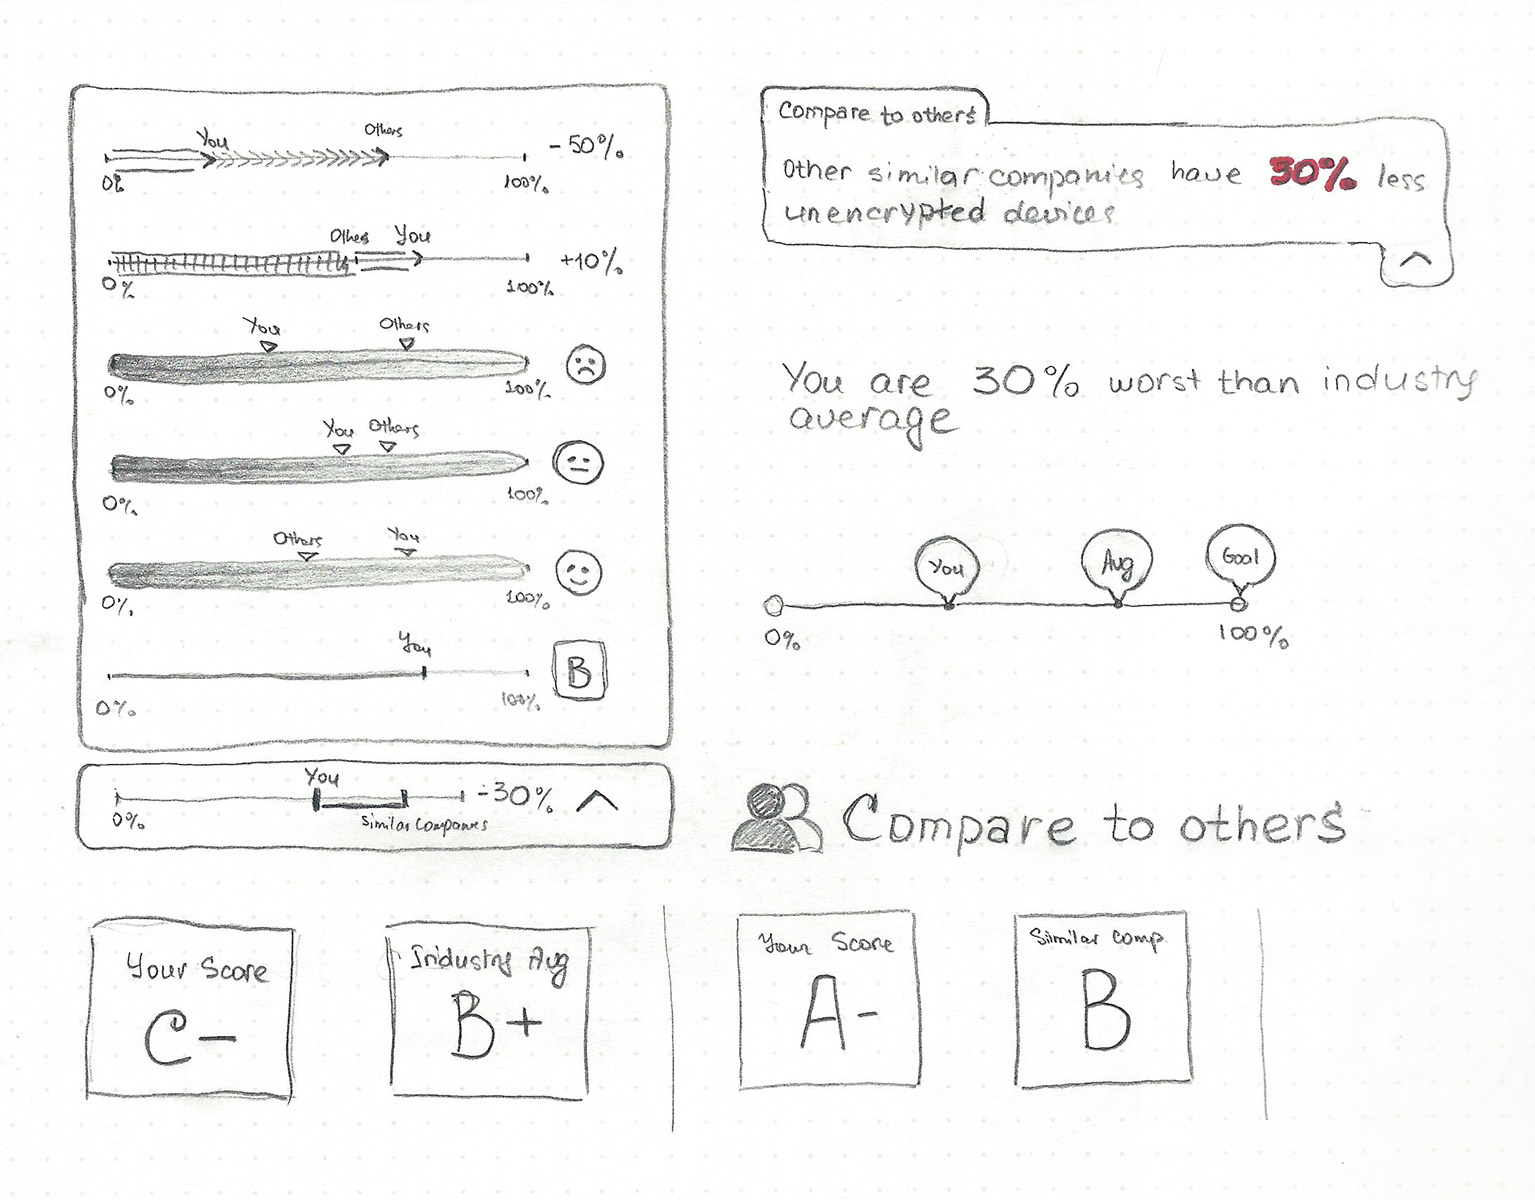 You Others
0% 100% -50%
Others You
0% 100% +10%
You Others
0% 100%
You Others
0% 100%
Others You
0% 100%
You
0% 100% B
You
0% -30%
Similar Companies
Compare to others
Other similar companies have 30% less
unencrypted devices
You are 30% worst than industry
average
You Avg Goal
0% 100%
Compare to others
Your Score
C-
Industry Avg
B+
Your Score
A-
Similar Comp.
B